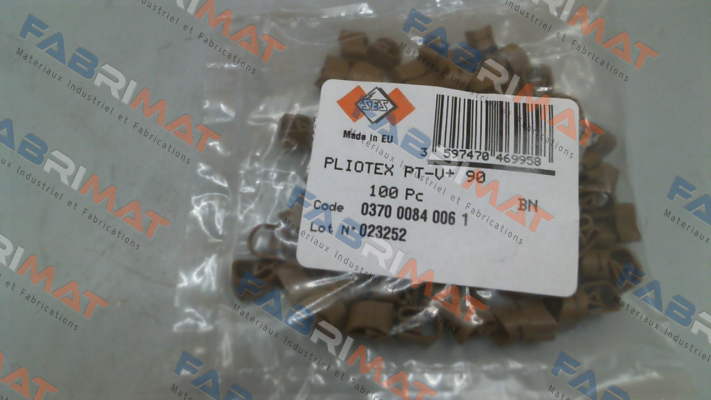 SES
Made in EU
3 597470 469958
PLIOTEX PT-V+ 90
100 Pc
BN
Code 0370 0084 006 1
Lot N° 023252
FABRIMAT
Materiaux Industriel et Fabrications